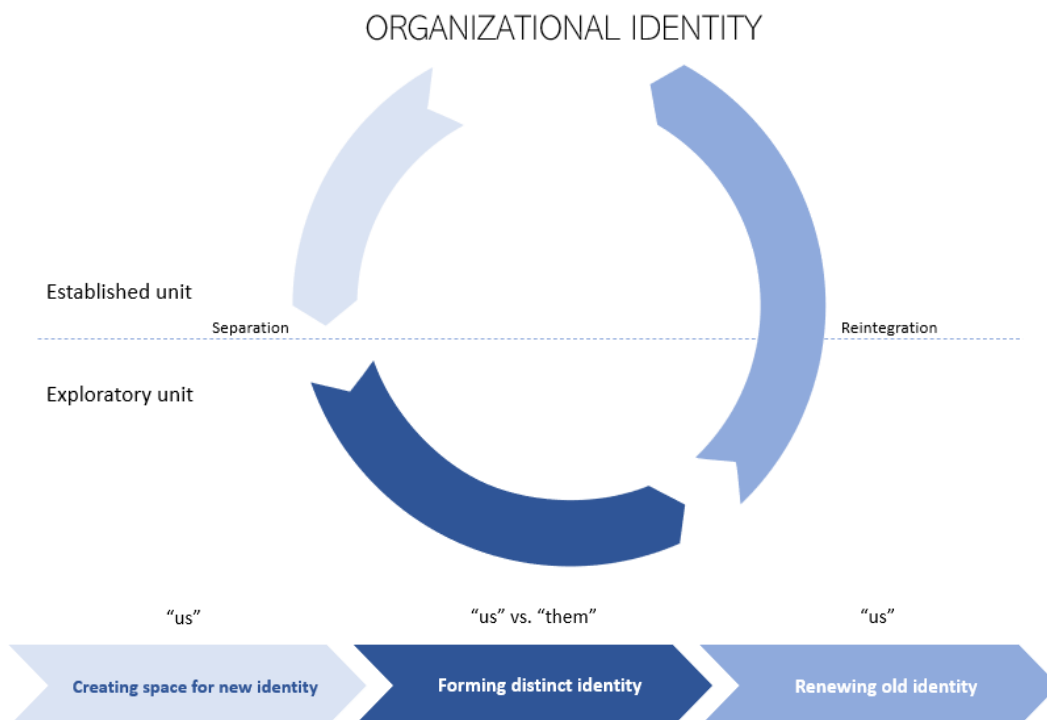 ORGANIZATIONAL IDENTITY
Established unit
Separation
Reintegration
Exploratory unit
“us”
“us” vs. “them”
“us”
Creating space for new identity
Forming distinct identity
Renewing old identity